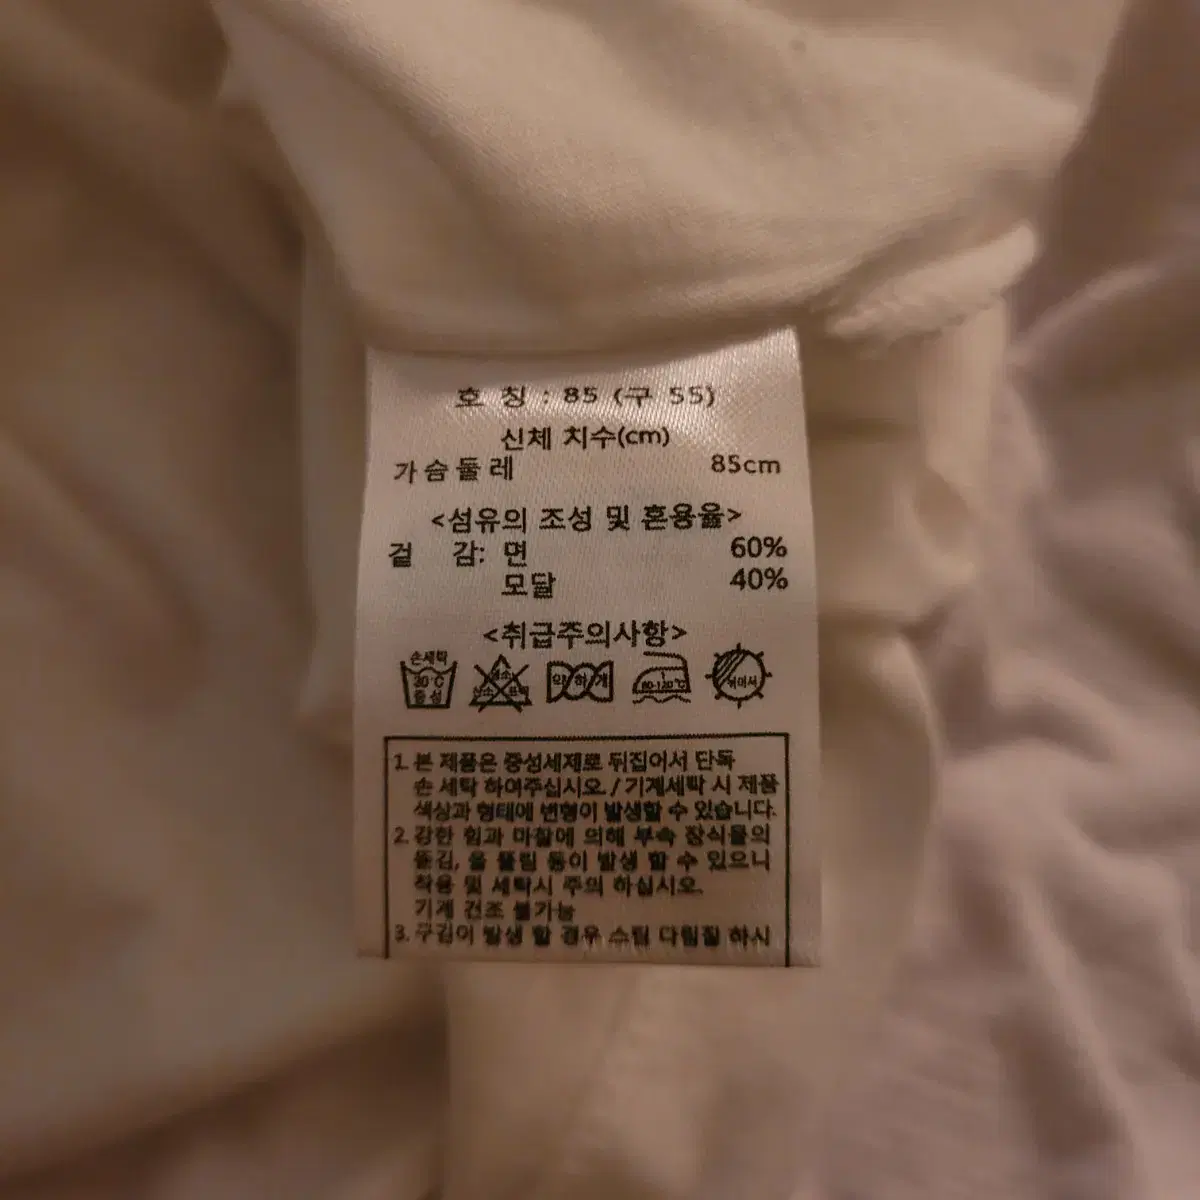 호 칭 : 85 (구 55)
신체 치수(cm)
가슴둘레 85cm
<섬유의 조성 및 혼용율>
겉 감: 면 60%
모달 40%
<취급주의사항>
손세탁 30℃ 중성
염소 산소 표백
약하게
80-120℃
뉘어서
1. 본 제품은 중성세제로 뒤집어서 단독
손 세탁 하여주십시오. / 기계세탁 시 제품
색상과 형태에 변형이 발생할 수 있습니다.
2. 강한 힘과 마찰에 의해 부속 장식물의
뜯김, 올 풀림 등이 발생 할 수 있으니
착용 및 세탁시 주의 하십시오.
기계 건조 불가능
3. 구김이 발생 할 경우 스팀 다림질 하시